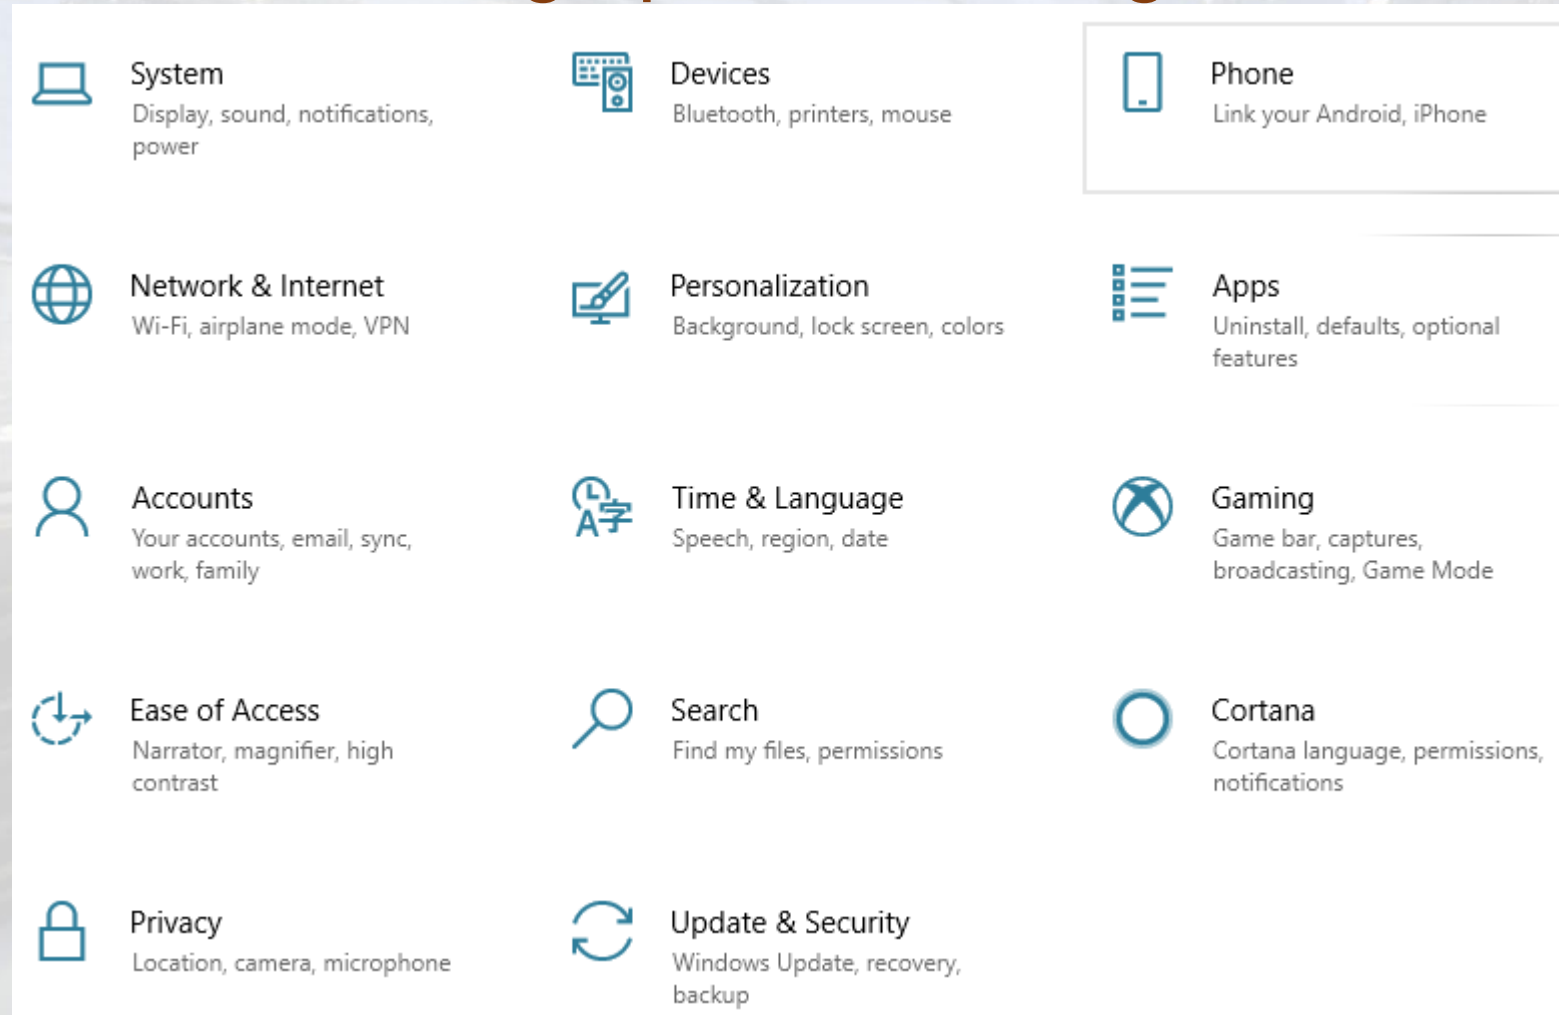 System
Display, sound, notifications,
power
Devices
Bluetooth, printers, mouse
Phone
Link your Android, iPhone
Network & Internet
Wi-Fi, airplane mode, VPN
Personalization
Background, lock screen, colors
Apps
Uninstall, defaults, optional
features
Accounts
Your accounts, email, sync,
work, family
Time & Language
Speech, region, date
Gaming
Game bar, captures,
broadcasting, Game Mode
Ease of Access
Narrator, magnifier, high
contrast
Search
Find my files, permissions
Cortana
Cortana language, permissions,
notifications
Privacy
Location, camera, microphone
Update & Security
Windows Update, recovery,
backup